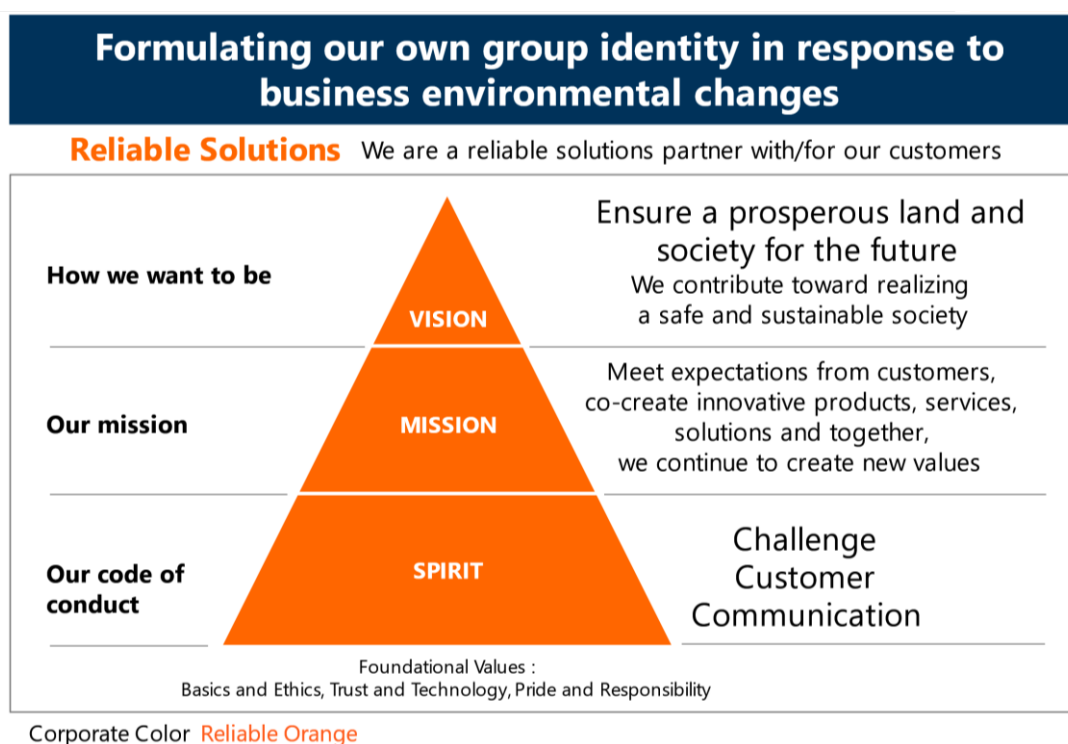 Formulating our own group identity in response to
business environmental changes
Reliable Solutions We are a reliable solutions partner with/for our customers
How we want to be
VISION
Ensure a prosperous land and
society for the future
We contribute toward realizing
a safe and sustainable society
Our mission
MISSION
Meet expectations from customers,
co-create innovative products, services,
solutions and together,
we continue to create new values
Our code of
conduct
SPIRIT
Challenge
Customer
Communication
Foundational Values :
Basics and Ethics, Trust and Technology, Pride and Responsibility
Corporate Color Reliable Orange